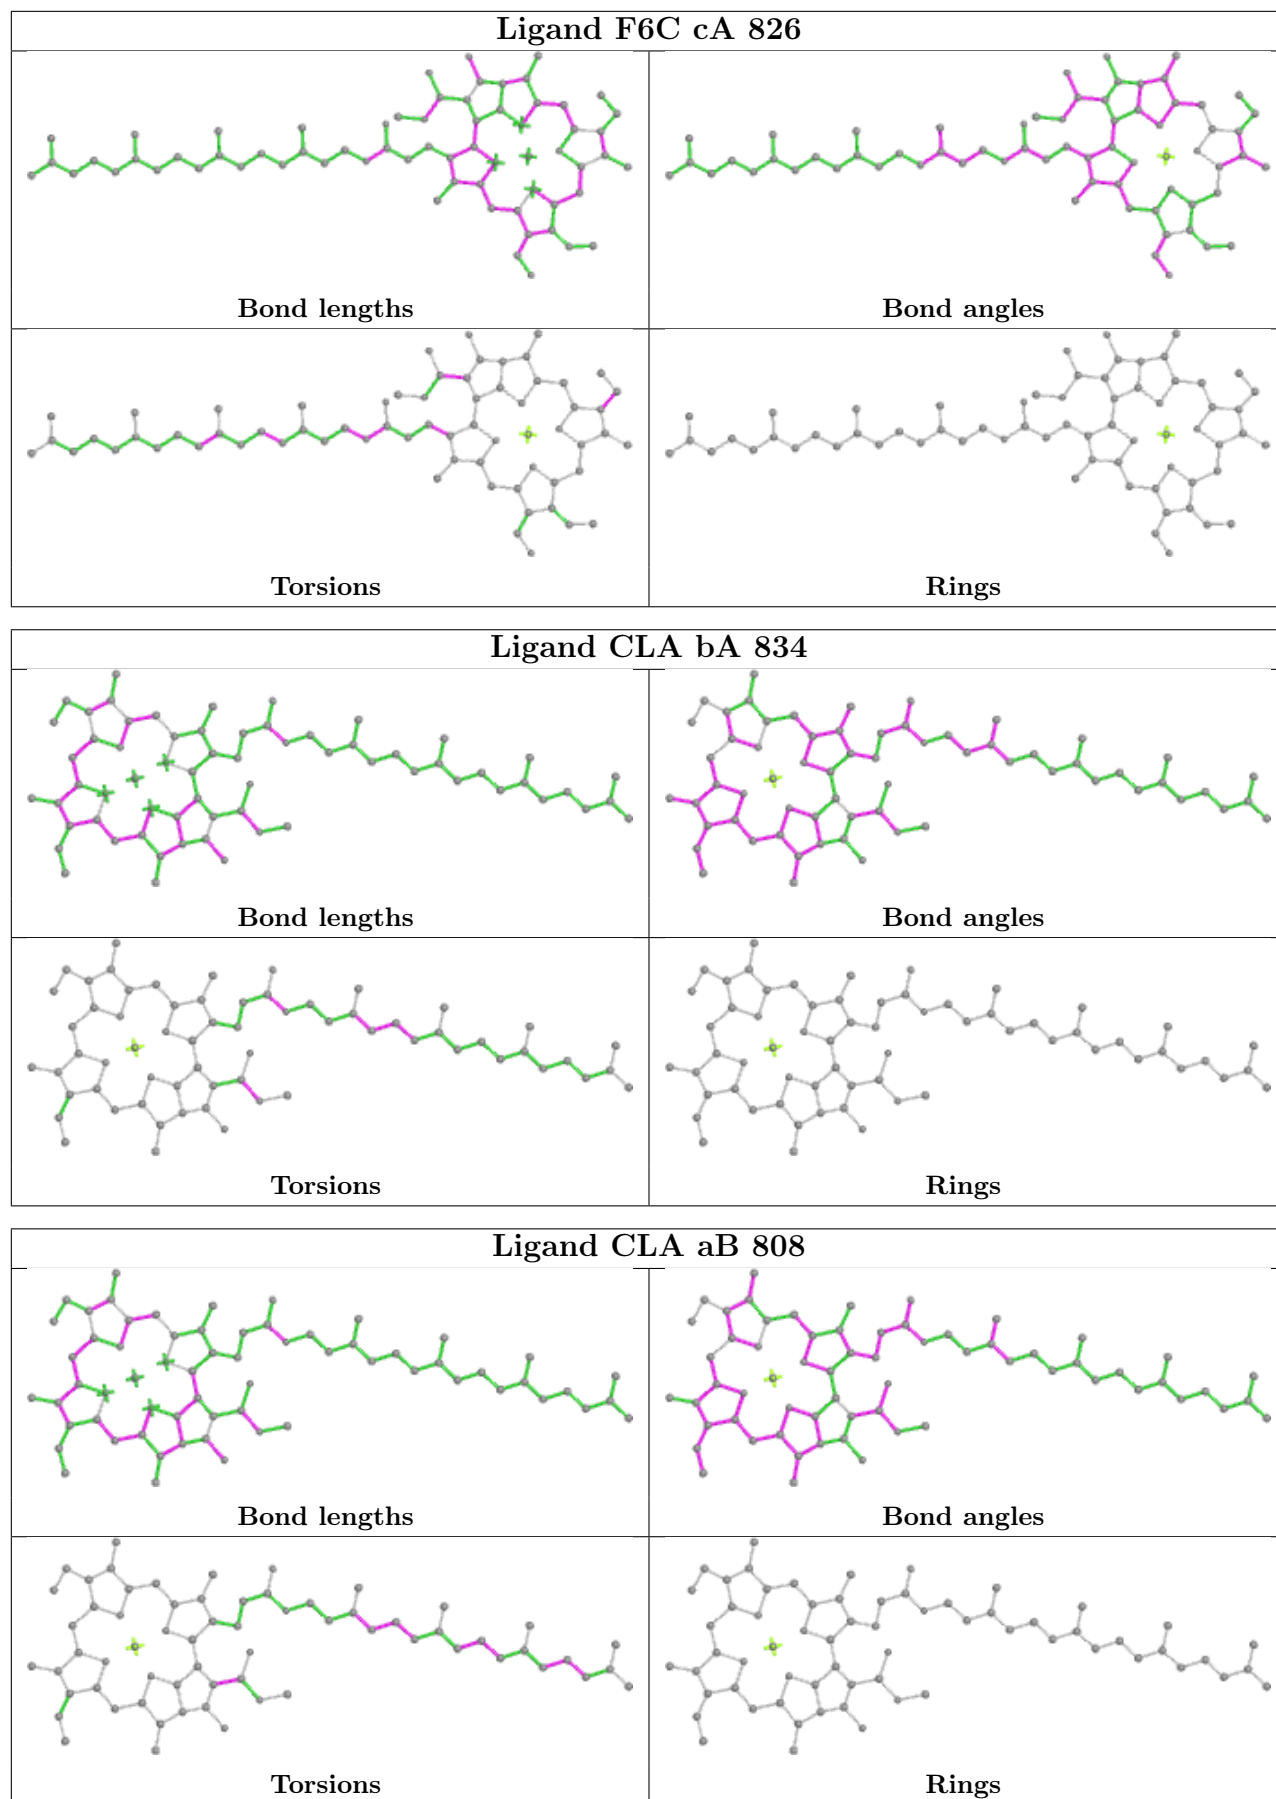 Ligand F6C cA 826
Bond lengths
Bond angles
Torsions
Rings
Ligand CLA bA 834
Bond lengths
Bond angles
Torsions
Rings
Ligand CLA aB 808
Bond lengths
Bond angles
Torsions
Rings